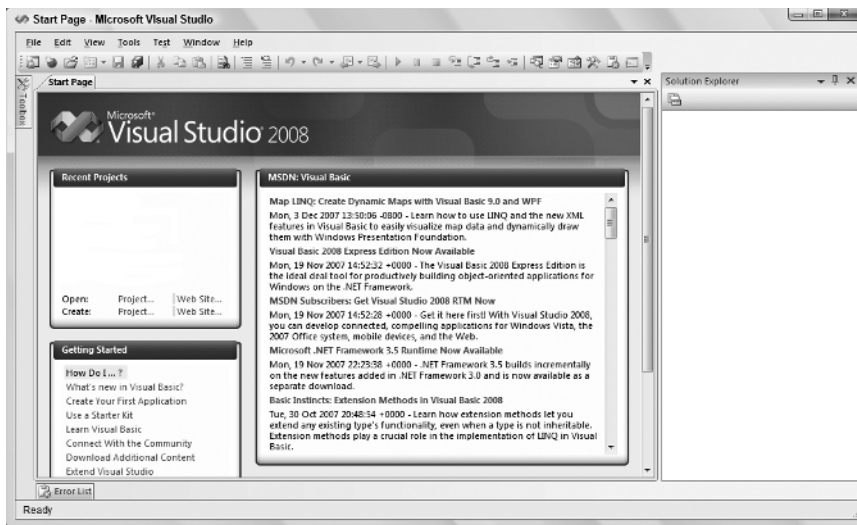 Start Page - Microsoft Visual Studio
File Edit View Tools Test Window Help
Toolbox
Start Page
Solution Explorer
Microsoft®
Visual Studio® 2008
Recent Projects
Open: Project... Web Site...
Create: Project... Web Site...
Getting Started
How Do I ... ?
What's new in Visual Basic?
Create Your First Application
Use a Starter Kit
Learn Visual Basic
Connect With the Community
Download Additional Content
Extend Visual Studio
MSDN: Visual Basic
Map LINQ: Create Dynamic Maps with Visual Basic 9.0 and WPF
Mon, 3 Dec 2007 13:50:06 -0800 - Learn how to use LINQ and the new XML
features in Visual Basic to easily visualize map data and dynamically draw
them with Windows Presentation Foundation.
Visual Basic 2008 Express Edition Now Available
Mon, 19 Nov 2007 14:52:32 +0000 - The Visual Basic 2008 Express Edition is
the ideal deal tool for productively building object-oriented applications for
Windows on the .NET Framework.
MSDN Subscribers: Get Visual Studio 2008 RTM Now
Mon, 19 Nov 2007 14:52:28 +0000 - Get it here first! With Visual Studio 2008,
you can develop connected, compelling applications for Windows Vista, the
2007 Office system, mobile devices, and the Web.
Microsoft .NET Framework 3.5 Runtime Now Available
Mon, 19 Nov 2007 22:23:38 +0000 - .NET Framework 3.5 builds incrementally
on the new features added in .NET Framework 3.0 and is now available as a
separate download.
Basic Instincts: Extension Methods in Visual Basic 2008
Tue, 30 Oct 2007 20:48:54 +0000 - Learn how extension methods let you
extend any existing type's functionality, even when a type is not inheritable.
Extension methods play a crucial role in the implementation of LINQ in Visual
Basic.
Error List
Ready